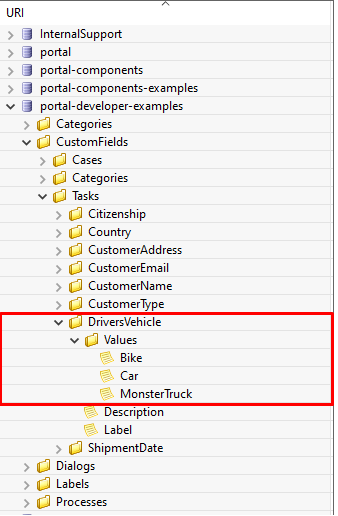 URI
InternalSupport
portal
portal-components
portal-components-examples
portal-developer-examples
Categories
CustomFields
Cases
Categories
Tasks
Citizenship
Country
CustomerAddress
CustomerEmail
CustomerName
CustomerType
DriversVehicle
Values
Bike
Car
MonsterTruck
Description
Label
ShipmentDate
Dialogs
Labels
Processes